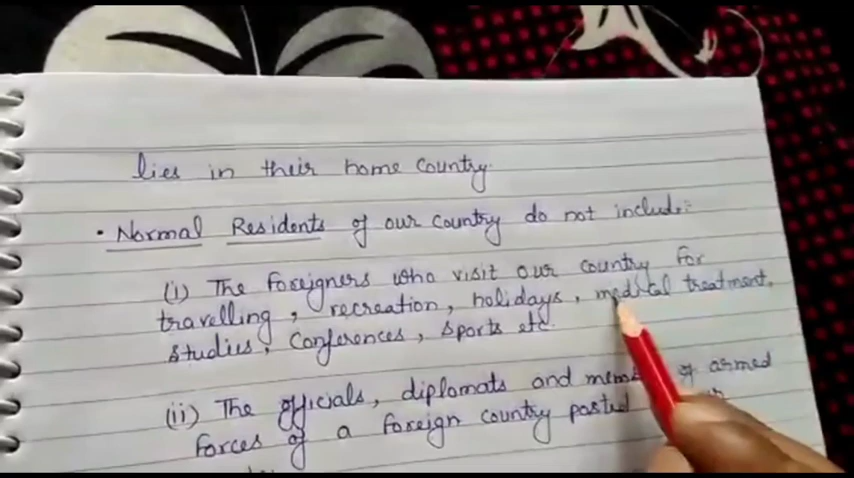 lies in their home country.
• Normal Residents of our country do not include:-
(i) The foreigners who visit our country for
travelling, recreation, holidays, medical treatment,
studies, conferences, sports etc.
(ii) The officials, diplomats and of armed
forces of a foreign country posted